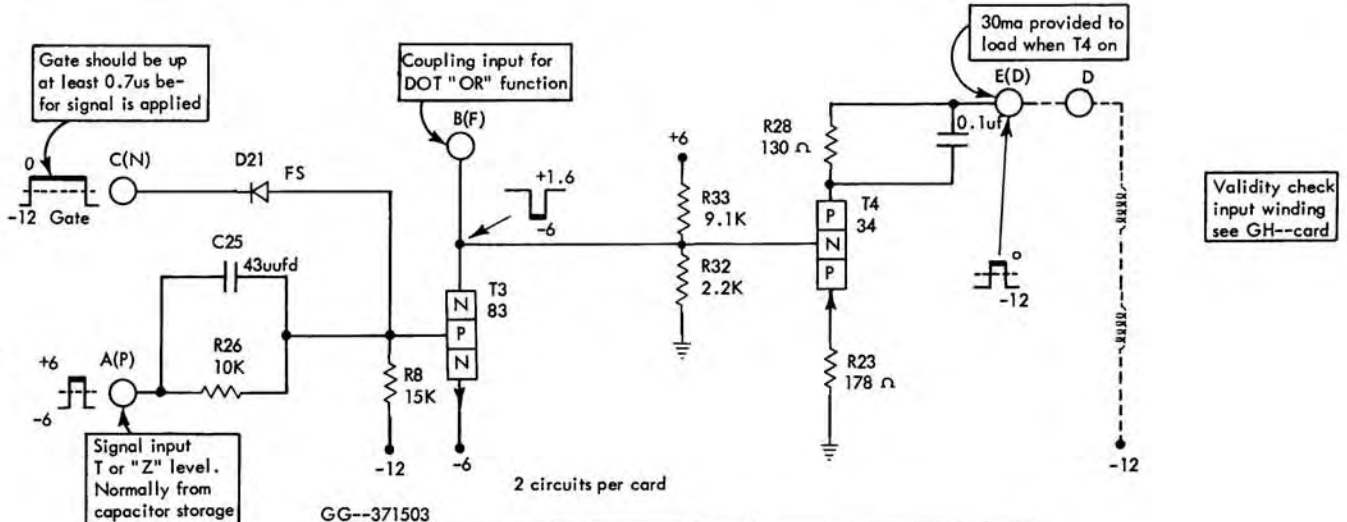 30ma provided to
load when T4 on
Gate should be up
at least 0.7us be-
for signal is applied
Coupling input for
DOT "OR" function
E(D)
D
B(F)
0
C(N)
D21
FS
-12 Gate
+1.6
-6
+6
R28
130 Ω
0.1uf
R33
9.1K
T4
34
P
N
P
Validity check
input winding
see GH--card
C25
43uufd
R32
2.2K
0
-12
T3
83
N
P
N
R26
10K
+6
A(P)
-6
R8
15K
R23
178 Ω
Signal input
T or "Z" level.
Normally from
capacitor storage
-12
-6
-12
2 circuits per card
GG--371503